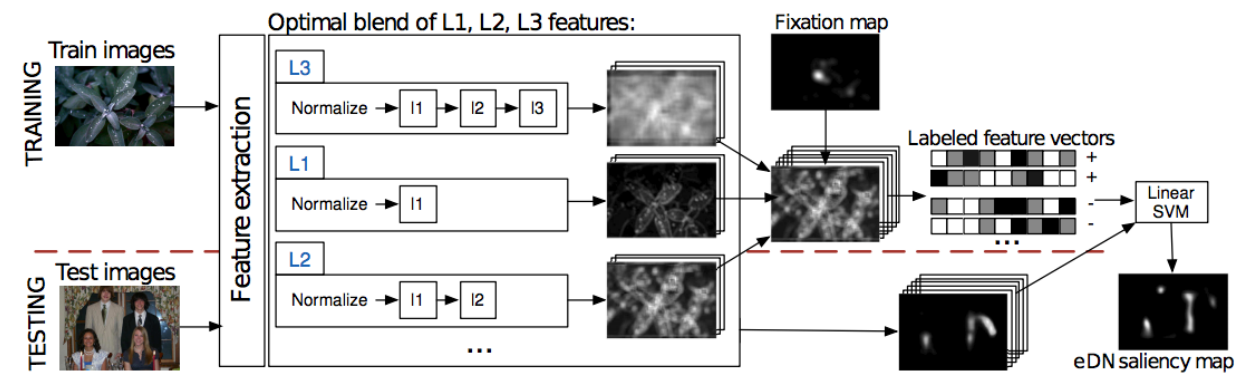 Optimal blend of L1, L2, L3 features:
Fixation map
Train images
TRAINING
Feature extraction
L3
Normalize
l1
l2
l3
Labeled feature vectors
+
+
-
-
...
L1
Normalize
l1
Linear
SVM
L2
Normalize
l1
l2
...
Test images
TESTING
eDN saliency map